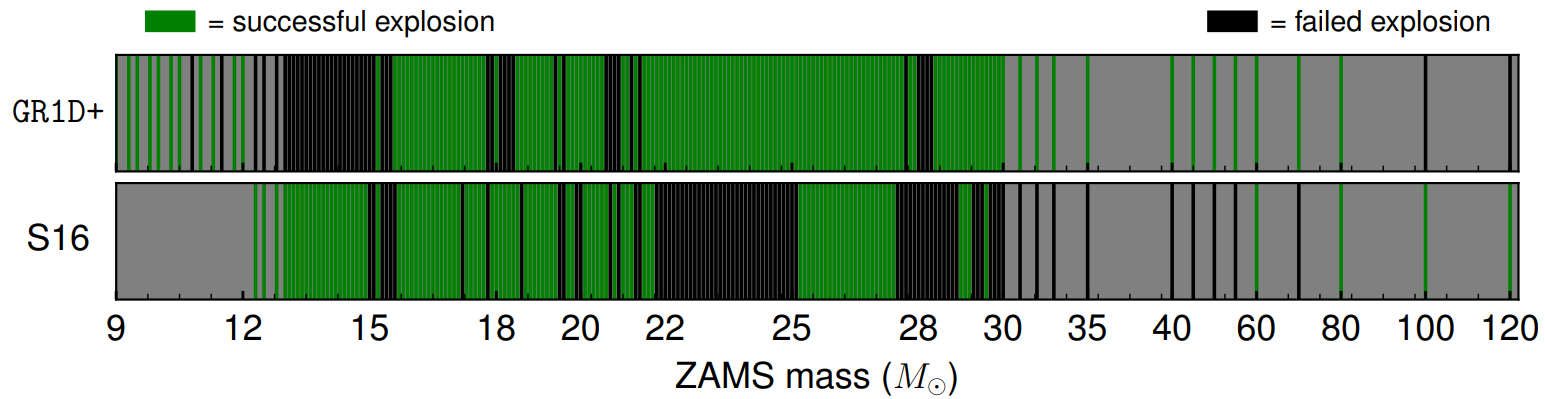 = successful explosion = failed explosion
GR1D+
S16
9 12 15 18 20 22 25 28 30 35 40 60 80 100 120
ZAMS mass (M☉)